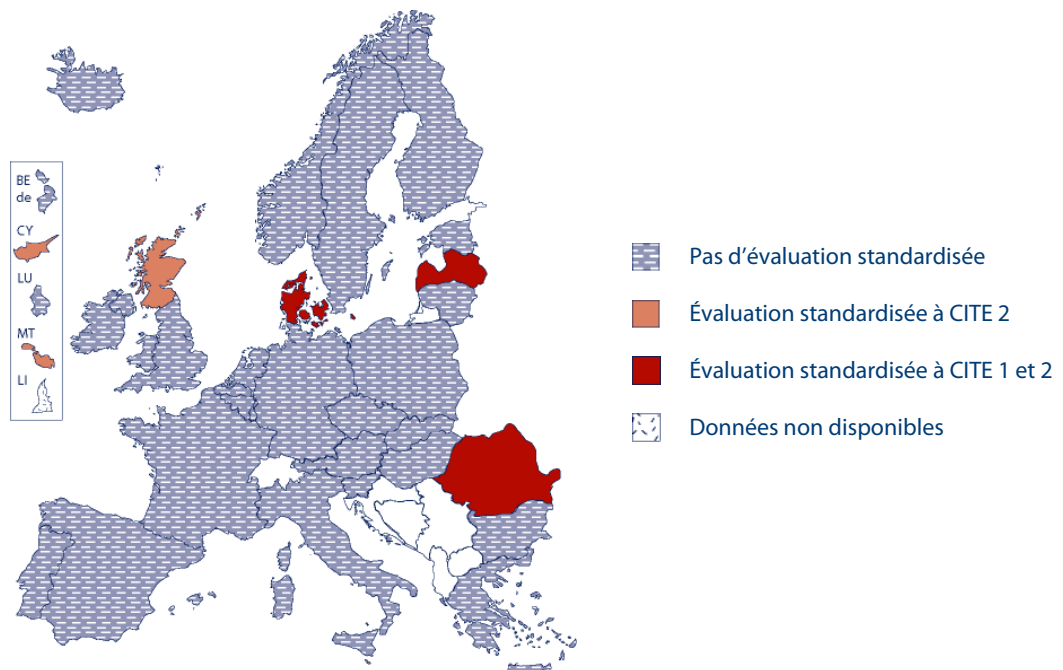 BE
de
CY
LU
MT
LI
Pas d'évaluation standardisée
Évaluation standardisée à CITE 2
Évaluation standardisée à CITE 1 et 2
Données non disponibles